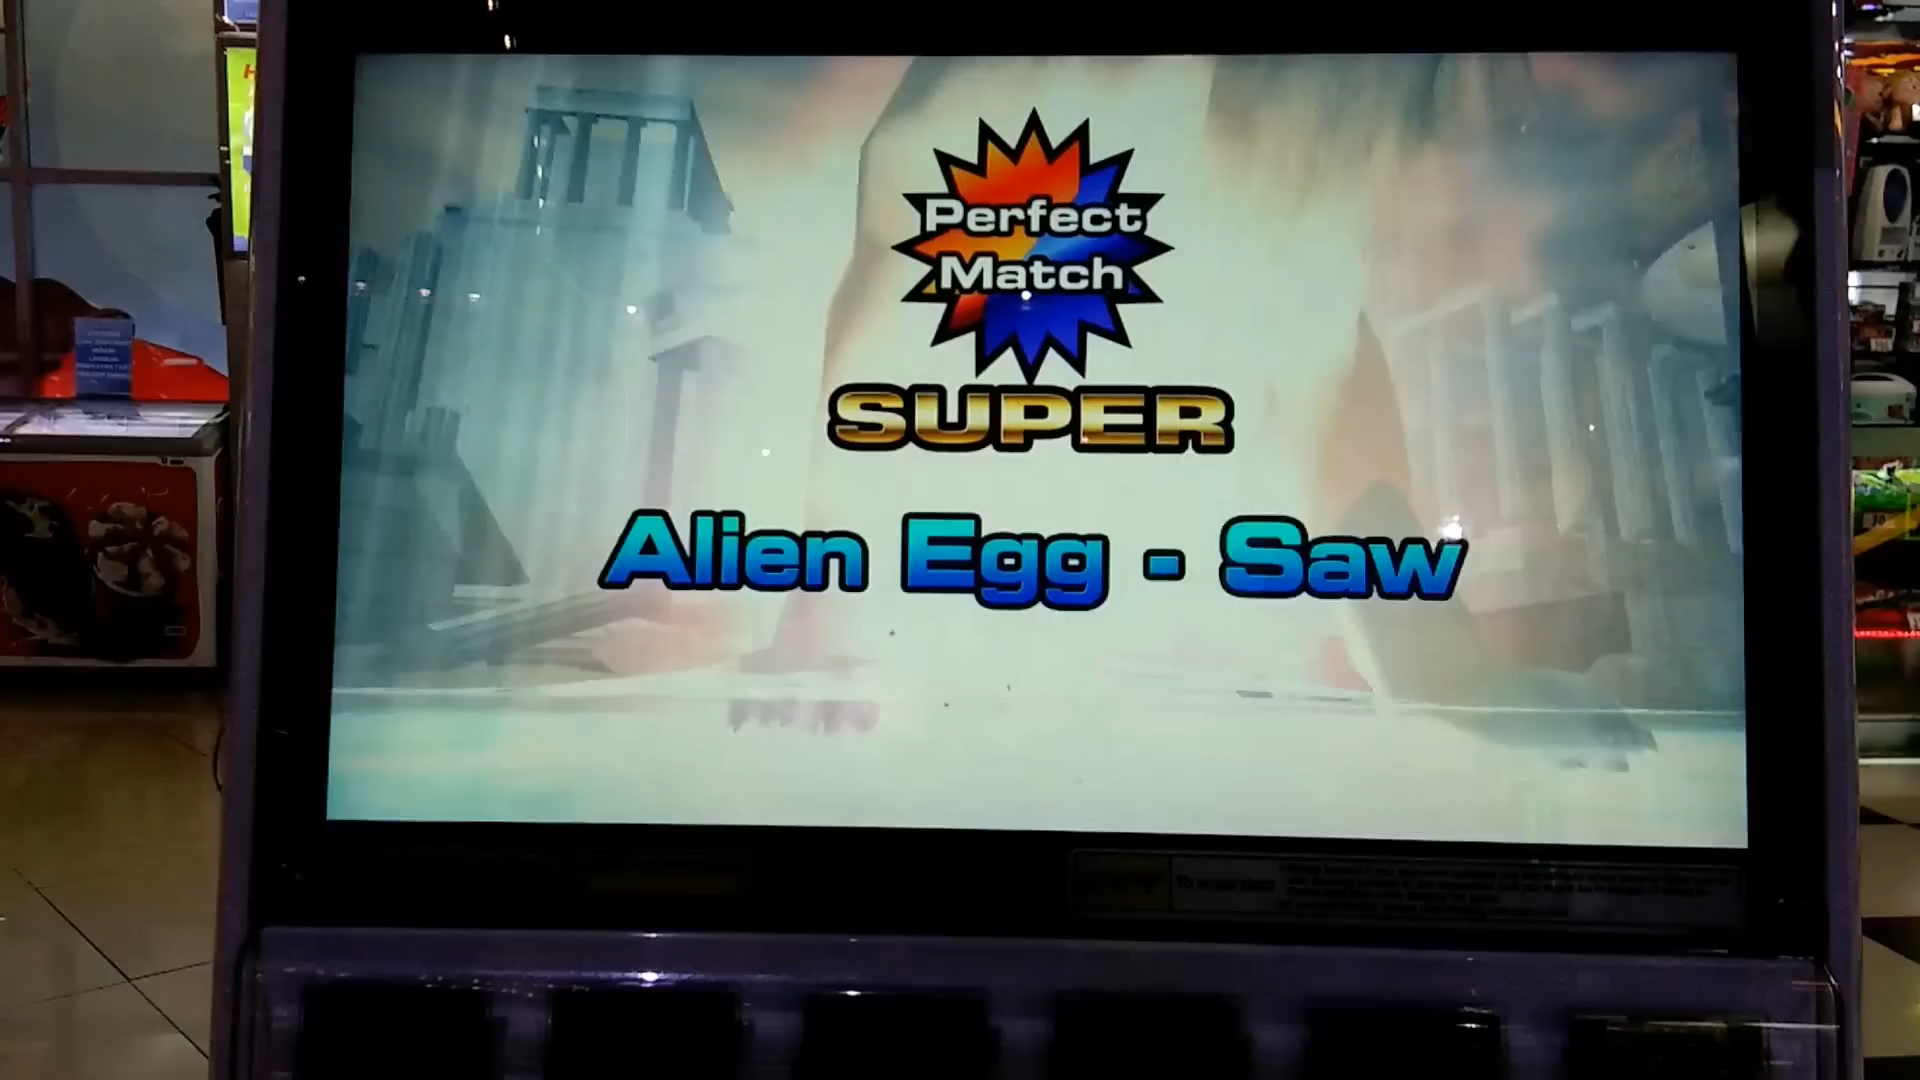 Perfect
Match
SUPER
Alien Egg - Saw